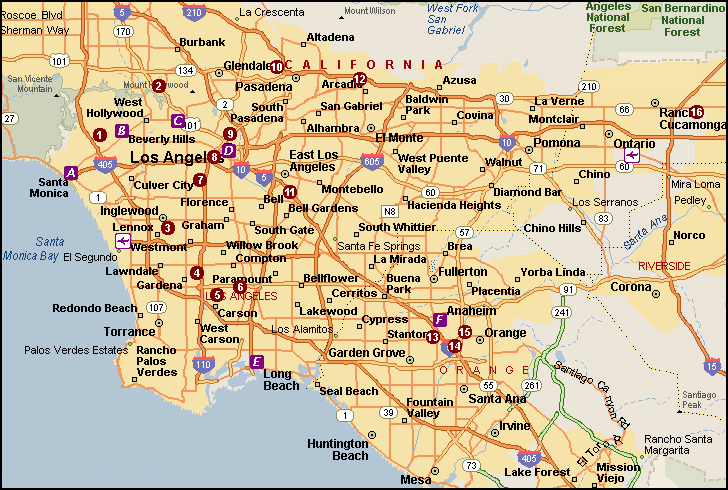 Roscoe Blvd
Sherman Way
5
210
La Crescenta
Mount Wilson
West Fork
San
Gabriel
Angeles
National
Forest
San Bernardino
National
Forest
170
Burbank
Altadena
101
134
Glendale
10
CALIFORNIA
San Vicente
Mountain
2
Mount Hollywood
Pasadena
12
Arcadia
Azusa
210
West
Hollywood
2
South
Pasadena
San Gabriel
Baldwin
Park
30
La Verne
66
Rancho
Cucamonga
16
27
1
B
C
101
9
Alhambra
Covina
Montclair
Beverly Hills
El Monte
10
Pomona
Ontario
Los Angeles
8
D
405
A
10
5
East Los
Angeles
605
West Puente
Valley
Walnut
71
60
Santa
Monica
Culver City
7
11
Montebello
60
Diamond Bar
Chino
Mira Loma
Florence
Bell
Bell Gardens
Hacienda Heights
Los Serranos
Pedley
Inglewood
N8
83
Santa Ana
Lennox
3
Graham
South Gate
South Whittier
57
Chino Hills
Norco
Santa
Monica Bay
Westmont
Willow Brook
Santa Fe Springs
Brea
El Segundo
Compton
La Mirada
RIVERSIDE
Lawndale
4
Paramount
Bellflower
Fullerton
Yorba Linda
Gardena
6
Buena
Park
Placentia
Corona
5
LOS ANGELES
Cerritos
91
Redondo Beach
107
Carson
Lakewood
Anaheim
241
Torrance
West
Carson
Los Alamitos
Cypress
F
Stanton
13
15
Orange
Palos Verdes Estates
Rancho
Palos
Verdes
110
E
Garden Grove
14
15
Long
Beach
ORANGE
Santiago Canyon Rd
Seal Beach
55
261
Santiago
Peak
Santa Ana
1
39
Fountain
Valley
Irvine
Huntington
Beach
El Toro R
Rancho Santa
Margarita
405
Mesa
73
Lake Forest
Mission
Viejo